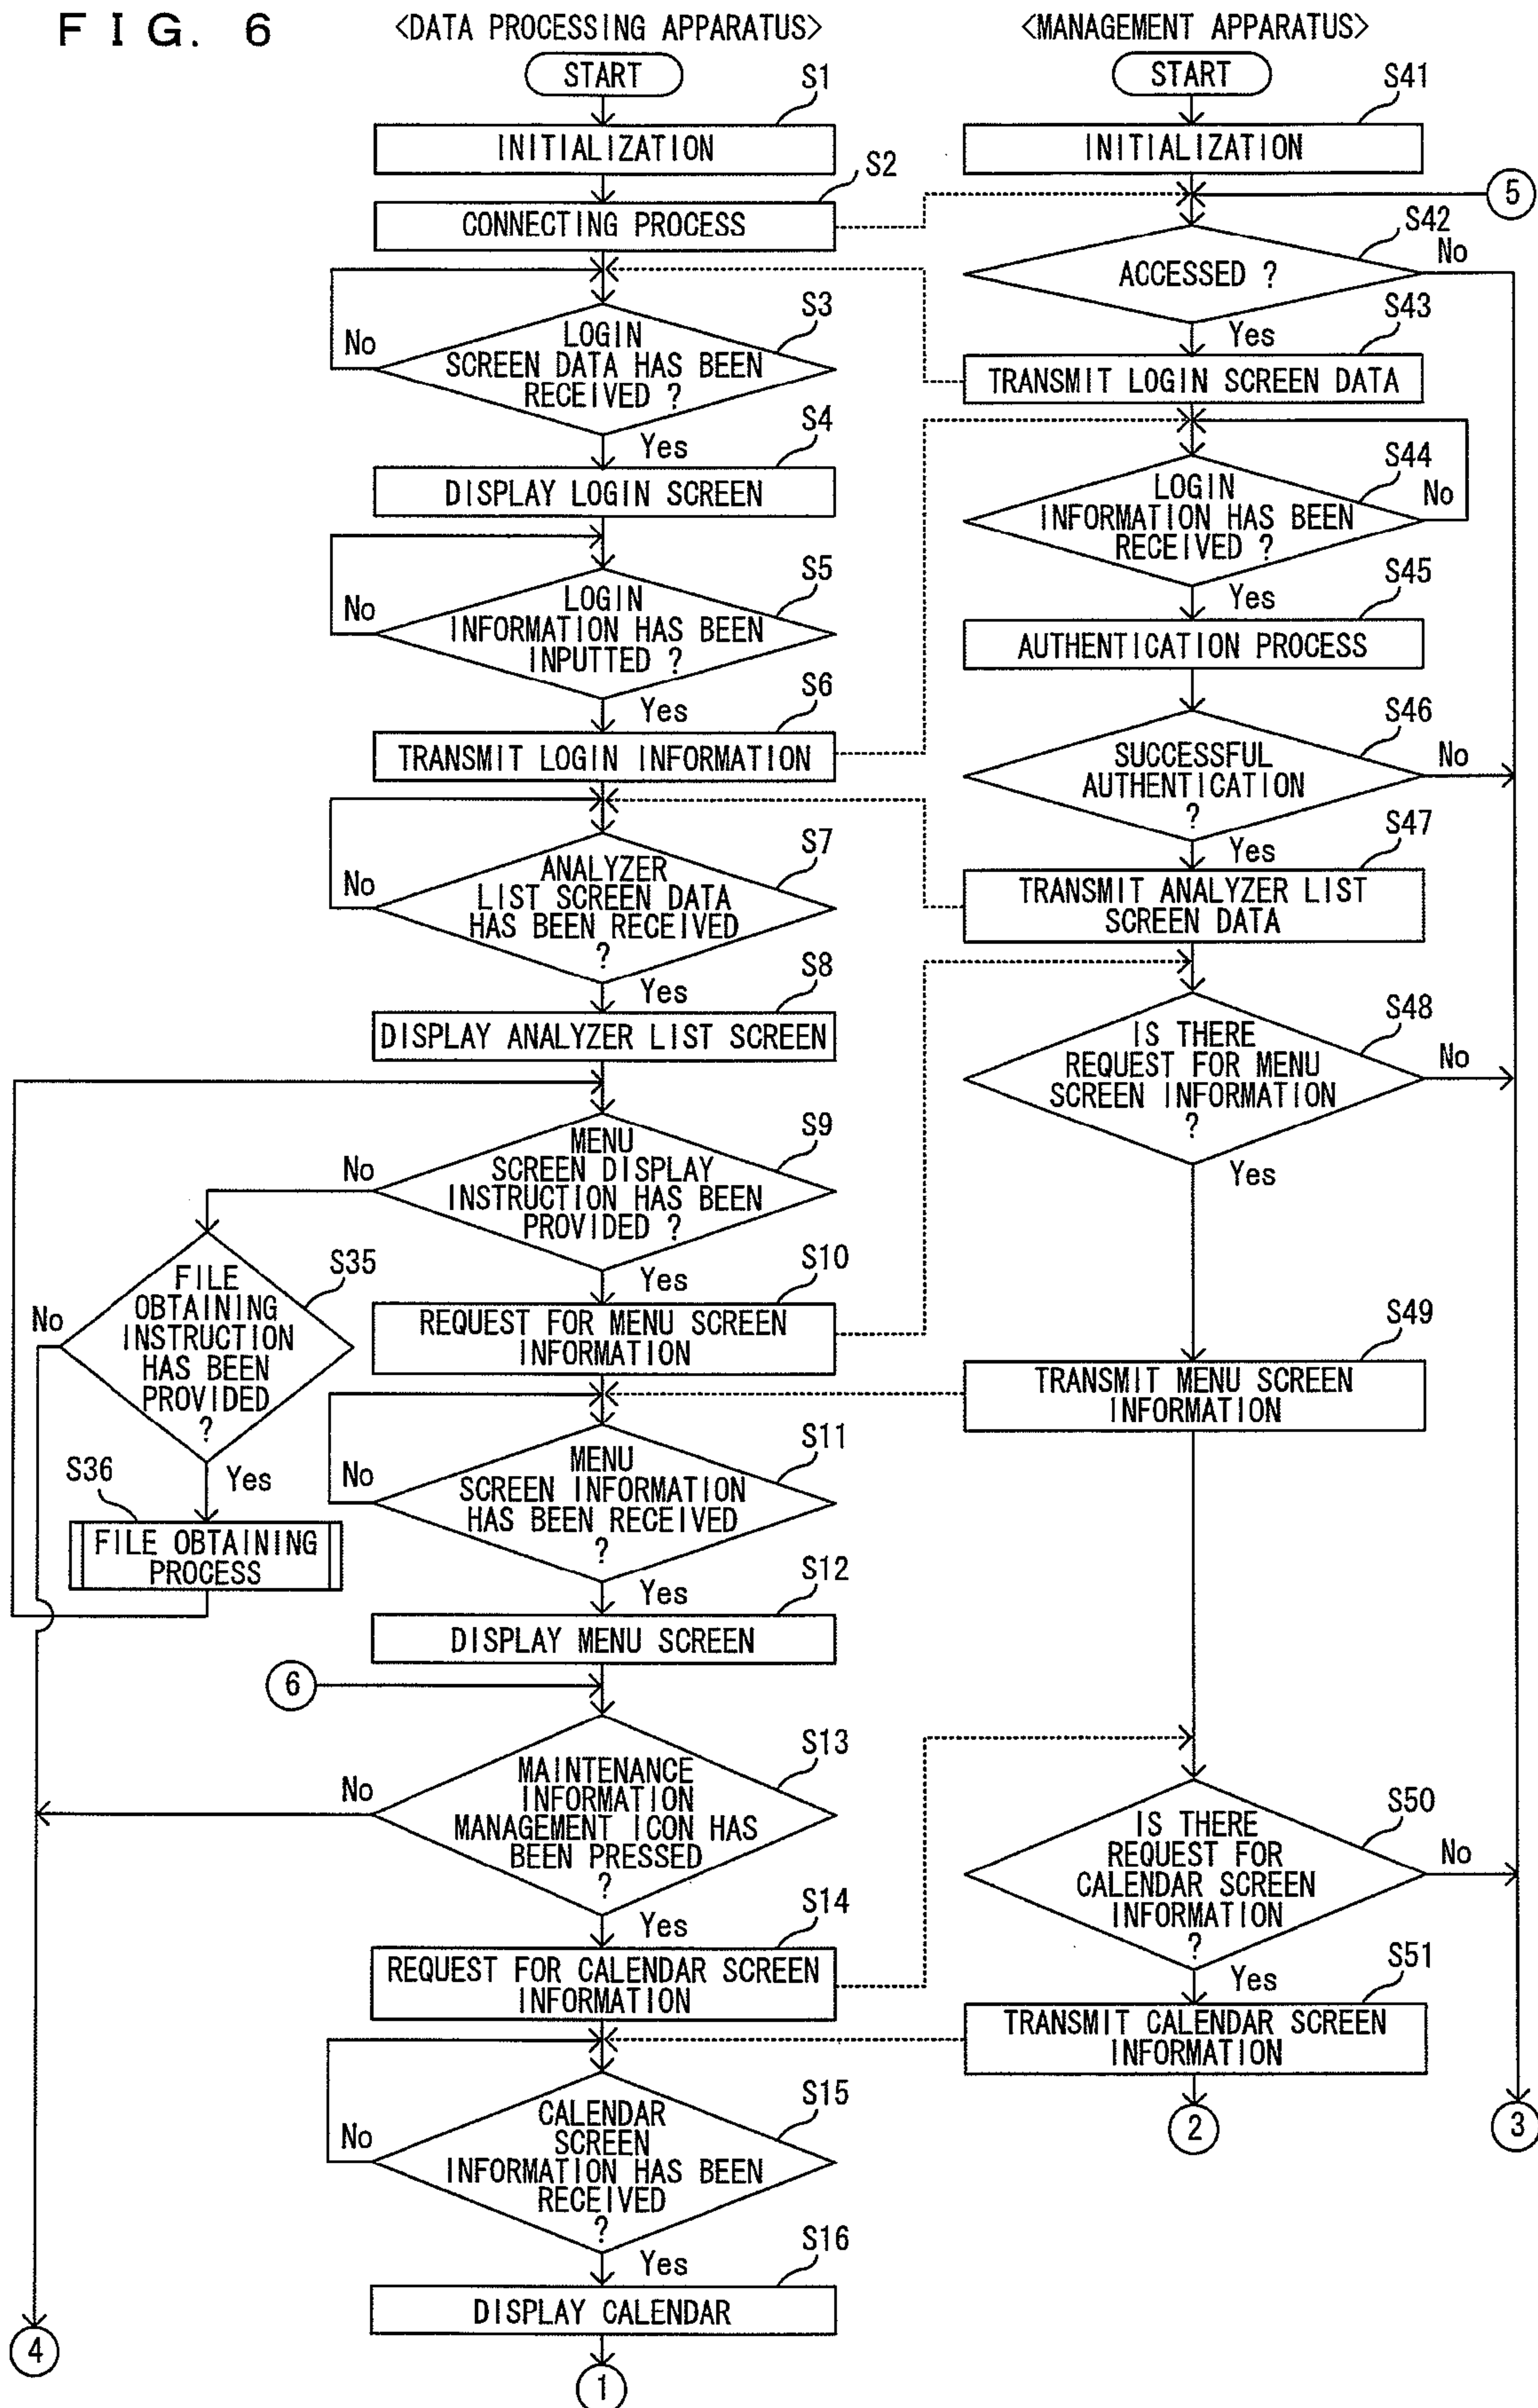 FIG. 6
<DATA PROCESSING APPARATUS>
START
S1
INITIALIZATION
S2
CONNECTING PROCESS
S3
LOGIN
SCREEN DATA HAS BEEN
RECEIVED ?
No
Yes
S4
DISPLAY LOGIN SCREEN
S5
LOGIN
INFORMATION HAS BEEN
INPUTTED ?
No
Yes
S6
TRANSMIT LOGIN INFORMATION
S7
ANALYZER
LIST SCREEN DATA
HAS BEEN RECEIVED
?
No
Yes
S8
DISPLAY ANALYZER LIST SCREEN
S9
MENU
SCREEN DISPLAY
INSTRUCTION HAS BEEN
PROVIDED ?
No
Yes
S35
FILE
OBTAINING
INSTRUCTION
HAS BEEN
PROVIDED
?
No
Yes
S36
FILE OBTAINING
PROCESS
S10
REQUEST FOR MENU SCREEN
INFORMATION
S11
MENU
SCREEN INFORMATION
HAS BEEN RECEIVED
?
No
Yes
S12
DISPLAY MENU SCREEN
6
S13
MAINTENANCE
INFORMATION
MANAGEMENT ICON HAS
BEEN PRESSED
?
No
Yes
S14
REQUEST FOR CALENDAR SCREEN
INFORMATION
S15
CALENDAR
SCREEN
INFORMATION HAS BEEN
RECEIVED
?
No
Yes
S16
DISPLAY CALENDAR
4
1
<MANAGEMENT APPARATUS>
START
S41
INITIALIZATION
5
S42
ACCESSED ?
No
Yes
S43
TRANSMIT LOGIN SCREEN DATA
S44
LOGIN
INFORMATION HAS BEEN
RECEIVED ?
No
Yes
S45
AUTHENTICATION PROCESS
S46
SUCCESSFUL
AUTHENTICATION
?
No
Yes
S47
TRANSMIT ANALYZER LIST
SCREEN DATA
S48
IS THERE
REQUEST FOR MENU
SCREEN INFORMATION
?
No
Yes
S49
TRANSMIT MENU SCREEN
INFORMATION
S50
IS THERE
REQUEST FOR
CALENDAR SCREEN
INFORMATION
?
No
Yes
S51
TRANSMIT CALENDAR SCREEN
INFORMATION
2
3